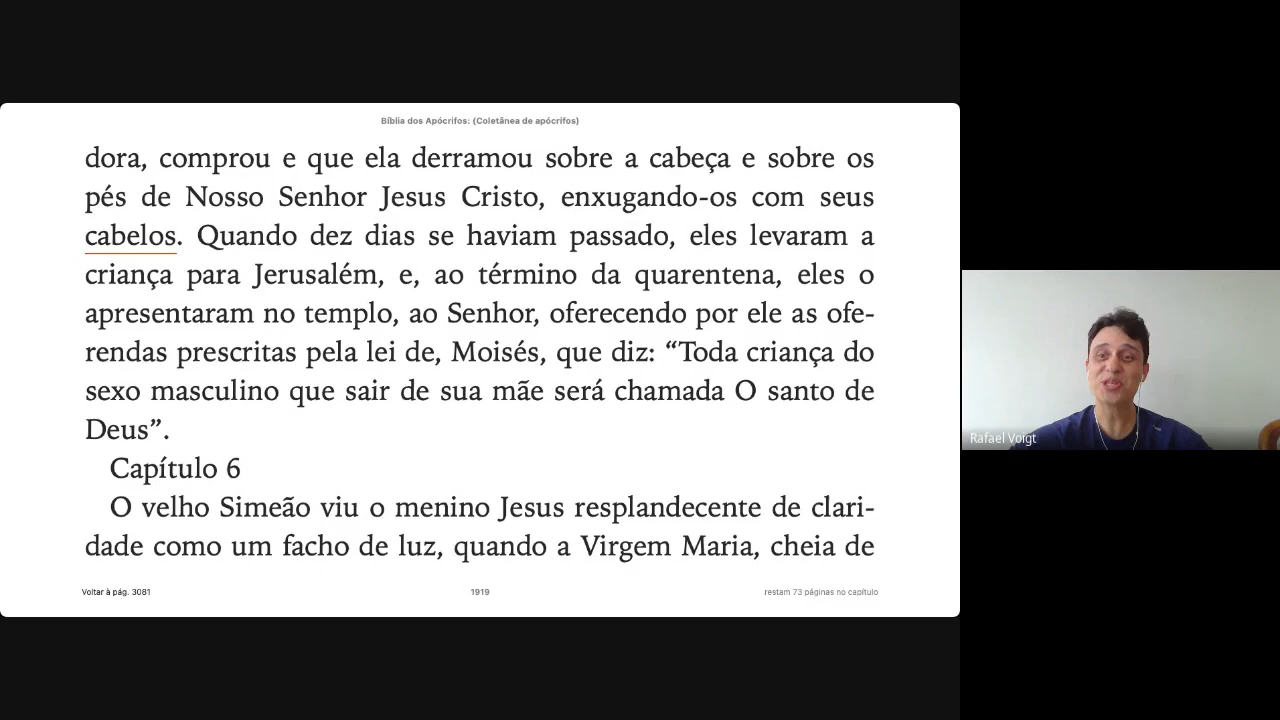 Bíblia dos Apócrifos: (Coletânea de apócrifos)
dora, comprou e que ela derramou sobre a cabeça e sobre os
pés de Nosso Senhor Jesus Cristo, enxugando-os com seus
cabelos. Quando dez dias se haviam passado, eles levaram a
criança para Jerusalém, e, ao término da quarentena, eles o
apresentaram no templo, ao Senhor, oferecendo por ele as ofe-
rendas prescritas pela lei de, Moisés, que diz: “Toda criança do
sexo masculino que sair de sua mãe será chamada O santo de
Deus”.
Capítulo 6
O velho Simeão viu o menino Jesus resplandecente de clari-
dade como um facho de luz, quando a Virgem Maria, cheia de
Voltar à pág. 3081
1919
restam 73 páginas no capítulo
Rafael Voigt